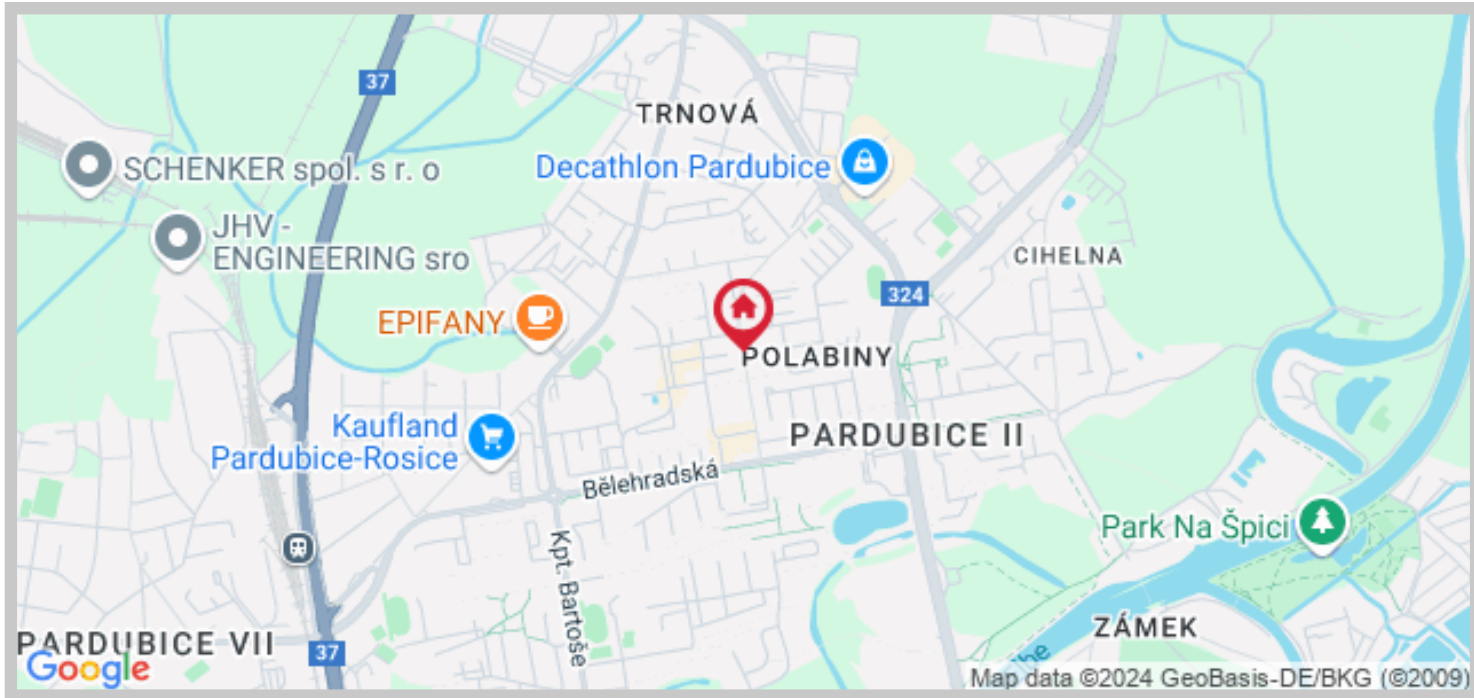 37
TRNOVÁ
Decathlon Pardubice
SCHENKER spol. s r. o
JHV -
ENGINEERING sro
CIHELNA
324
EPIFANY
POLABINY
Kaufland
Pardubice-Rosice
PARDUBICE II
Bělehradská
Park Na Špici
Kpt. Bartoše
ZÁMEK
PARDUBICE VII
37
Google
Map data ©2024 GeoBasis-DE/BKG (©2009)